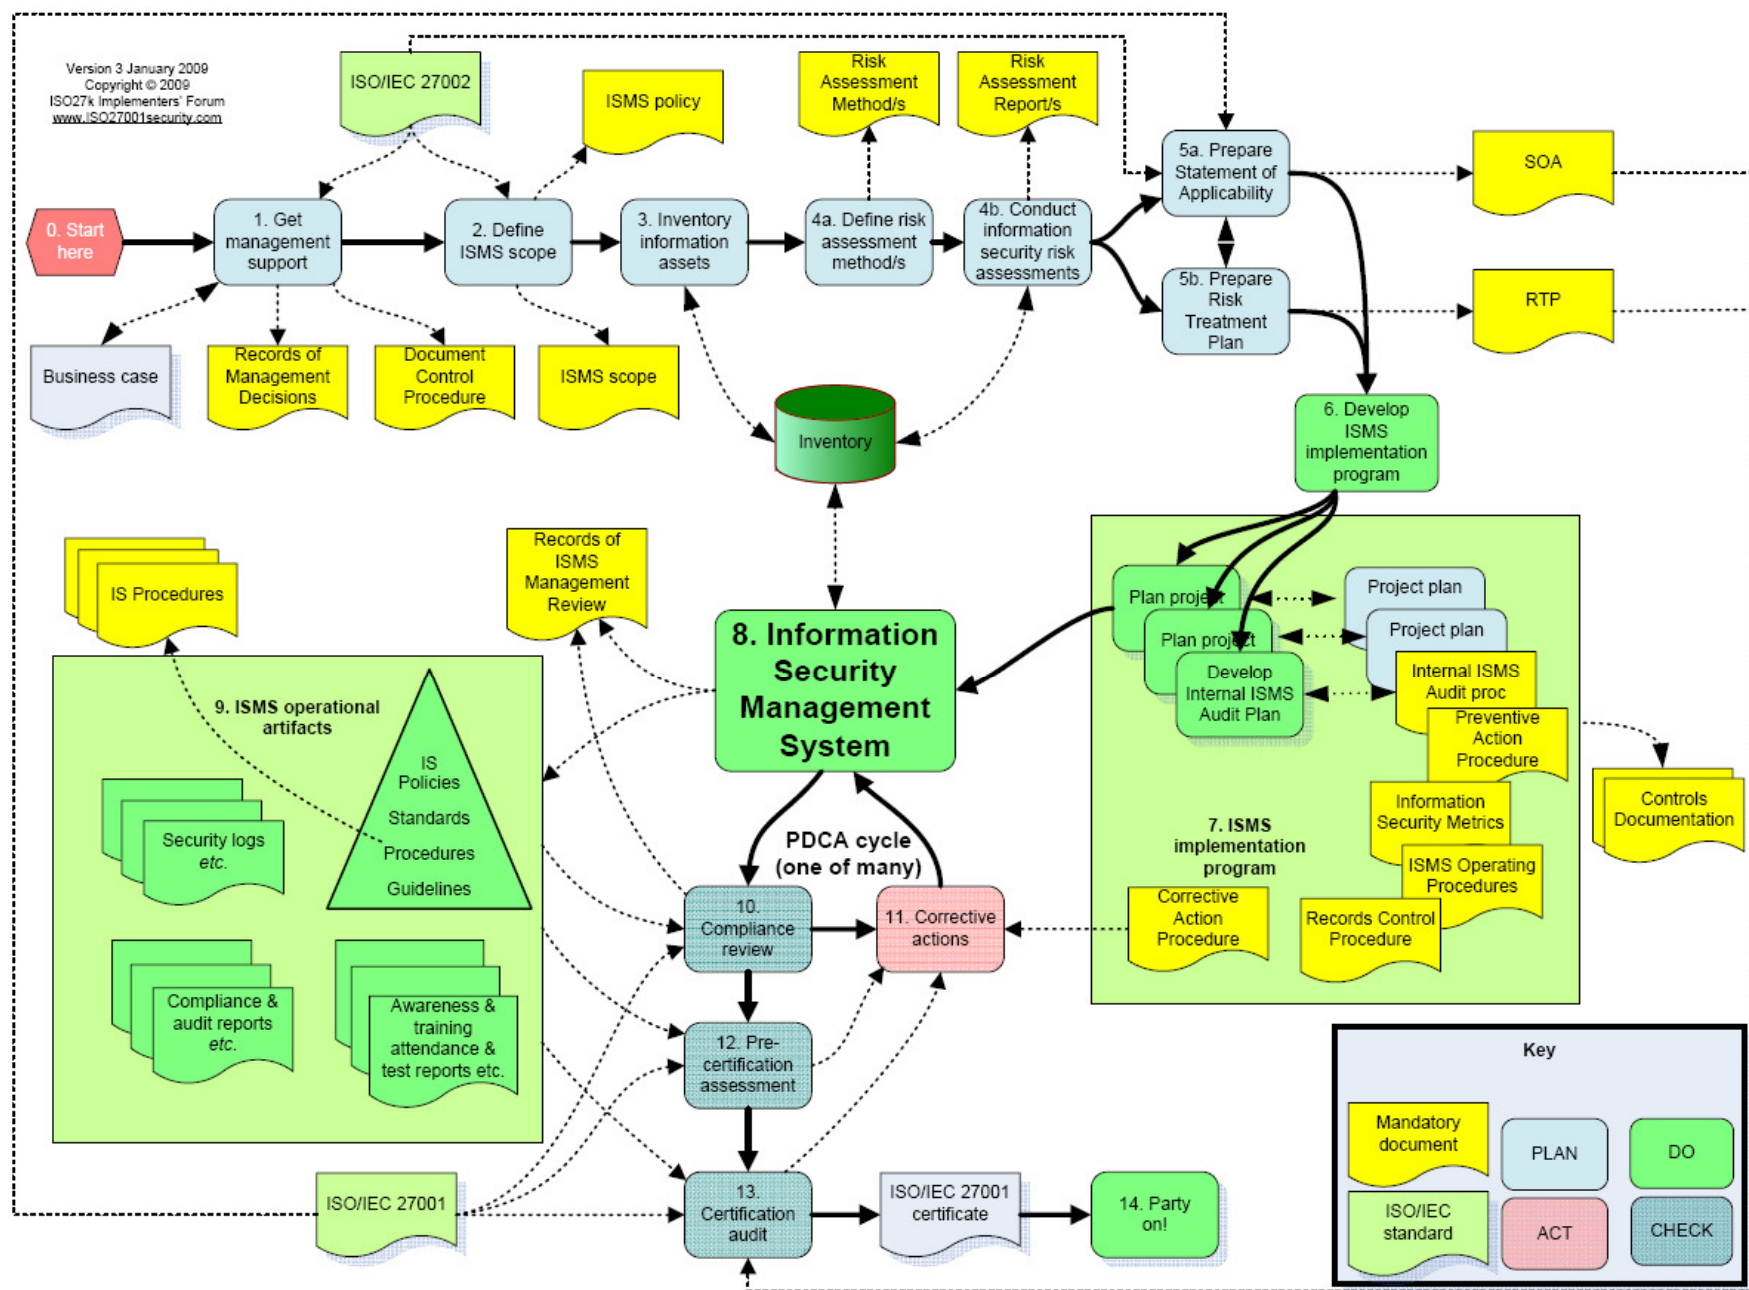 Version 3 January 2009
Copyright © 2009
ISO27k Implementers' Forum
www.ISO27001security.com
ISO/IEC 27002
ISMS policy
Risk
Assessment
Method/s
Risk
Assessment
Report/s
5a. Prepare
Statement of
Applicability
SOA
0. Start
here
1. Get
management
support
2. Define
ISMS scope
3. Inventory
information
assets
4a. Define risk
assessment
method/s
4b. Conduct
information
security risk
assessments
5b. Prepare
Risk
Treatment
Plan
RTP
Business case
Records of
Management
Decisions
Document
Control
Procedure
ISMS scope
Inventory
6. Develop
ISMS
implementation
program
IS Procedures
Records of
ISMS
Management
Review
8. Information
Security
Management
System
Plan project
Plan project
Develop
Internal ISMS
Audit Plan
Project plan
Project plan
Internal ISMS
Audit proc
Preventive
Action
Procedure
Information
Security Metrics
ISMS Operating
Procedures
Records Control
Procedure
Corrective
Action
Procedure
7. ISMS
implementation
program
Controls
Documentation
9. ISMS operational
artifacts
IS
Policies
Standards
Procedures
Guidelines
Security logs
etc.
Compliance &
audit reports
etc.
Awareness &
training
attendance &
test reports etc.
PDCA cycle
(one of many)
10.
Compliance
review
11. Corrective
actions
12. Pre-
certification
assessment
13.
Certification
audit
ISO/IEC 27001
ISO/IEC 27001
certificate
14. Party
on!
Key
Mandatory
document
PLAN
DO
ISO/IEC
standard
ACT
CHECK